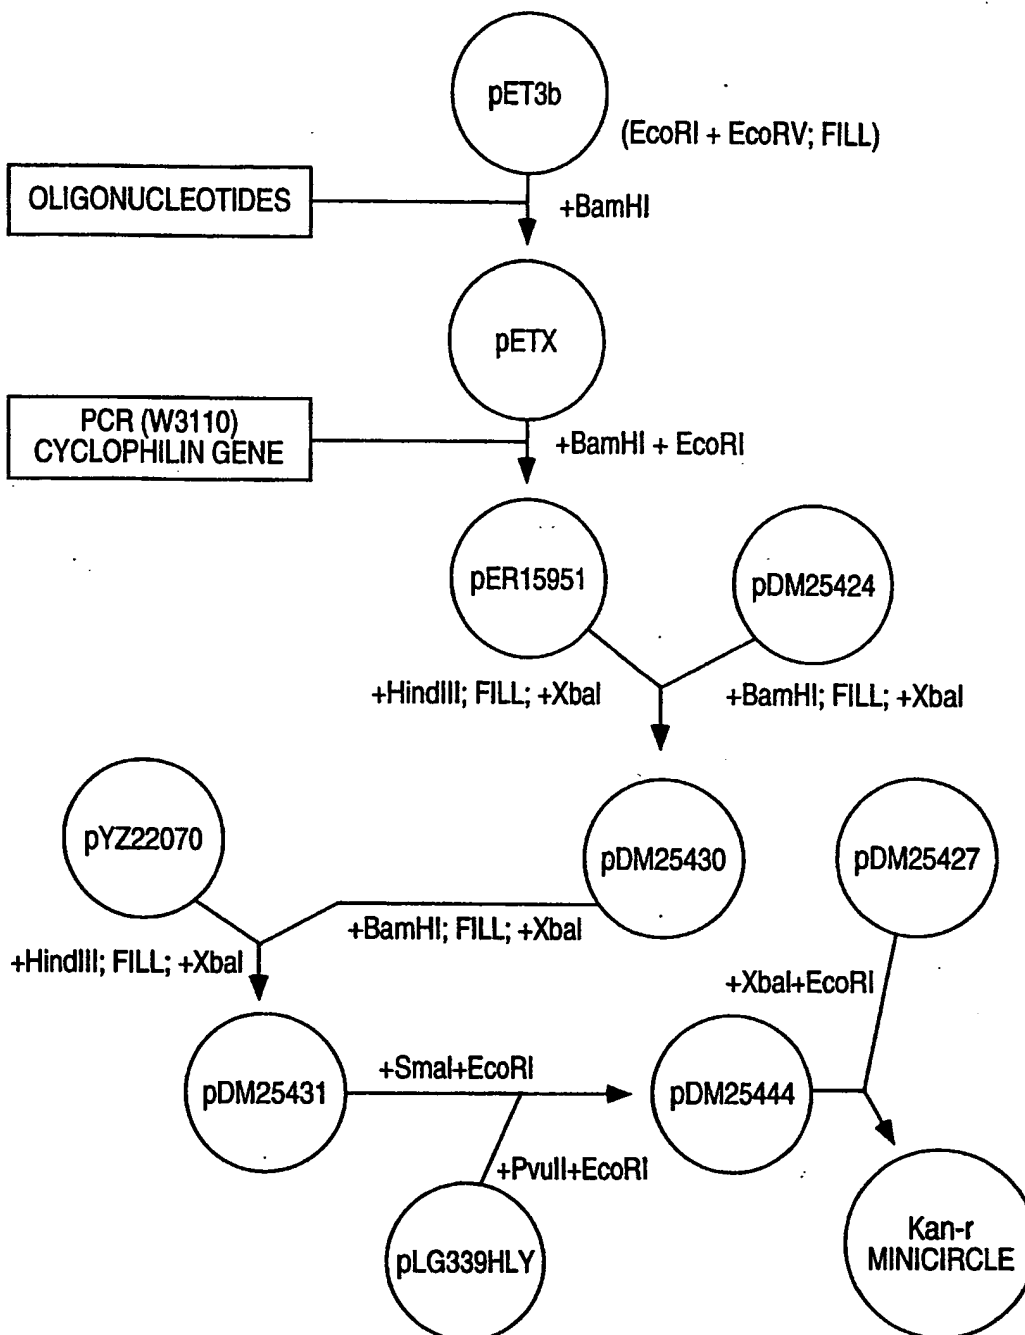 pET3b
(EcoRI + EcoRV; FILL)
OLIGONUCLEOTIDES
+BamHI
pETX
PCR (W3110)
CYCLOPHILIN GENE
+BamHI + EcoRI
pER15951
pDM25424
+HindIII; FILL; +XbaI
+BamHI; FILL; +XbaI
pYZ22070
pDM25430
pDM25427
+BamHI; FILL; +XbaI
+HindIII; FILL; +XbaI
+XbaI+EcoRI
pDM25431
+SmaI+EcoRI
pDM25444
+PvuII+EcoRI
pLG339HLY
Kan-r
MINICIRCLE